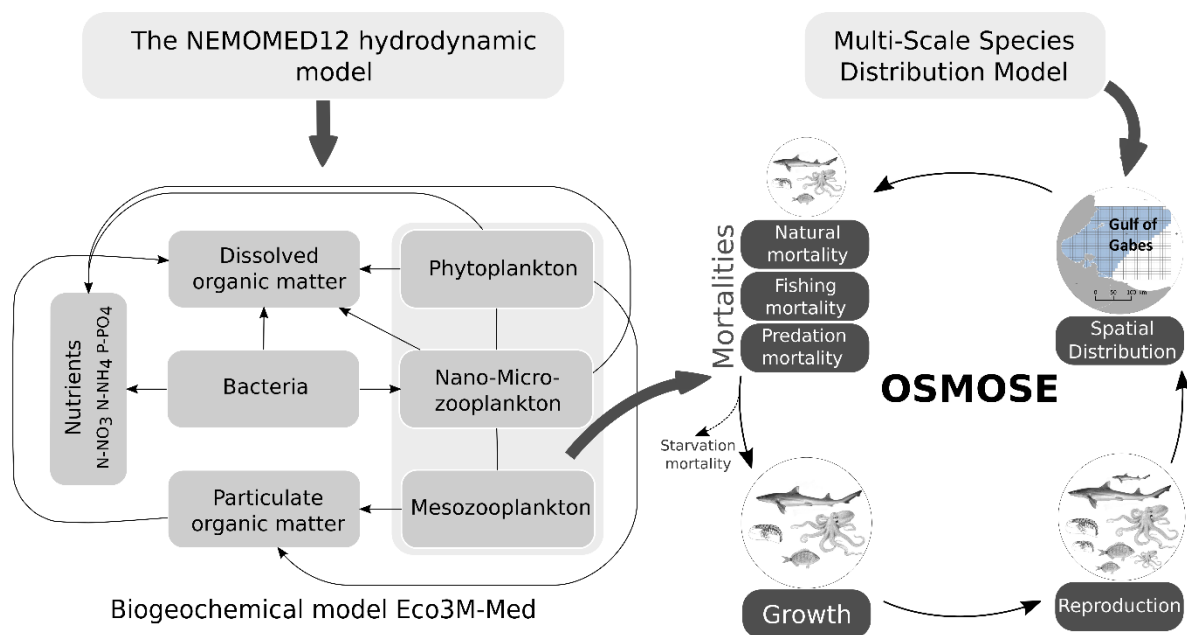 The NEMOMED12 hydrodynamic
model
Multi-Scale Species
Distribution Model
Dissolved
organic matter
Phytoplankton
Nutrients
N-NO3 N-NH4 P-PO4
Bacteria
Nano-Micro-
zooplankton
Particulate
organic matter
Mesozooplankton
Biogeochemical model Eco3M-Med
Mortalities
Natural
mortality
Fishing
mortality
Predation
mortality
Starvation
mortality
OSMOSE
Gulf of
Gabes
0 50 100 km
Spatial
Distribution
Growth
Reproduction